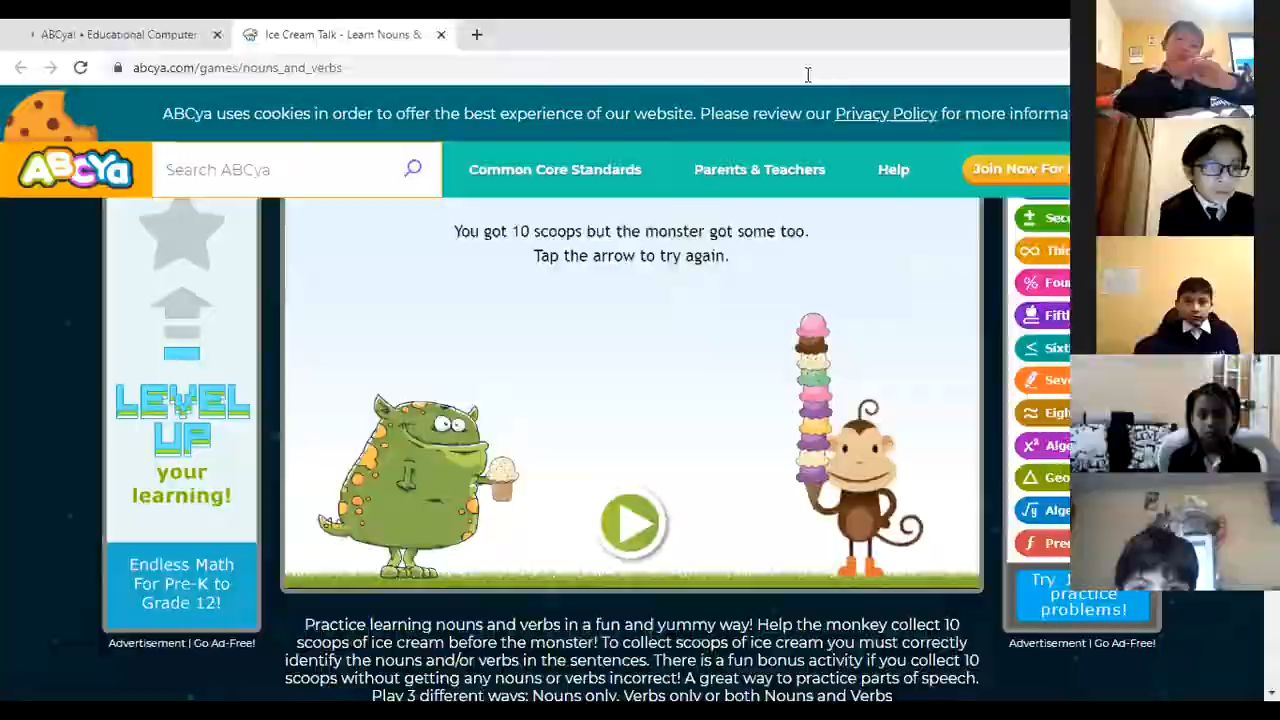 ABCya! • Educational Computer
Ice Cream Talk - Learn Nouns &
abcya.com/games/nouns_and_verbs
ABCya uses cookies in order to offer the best experience of our website. Please review our Privacy Policy for more informa
ABCYa
Search ABCya
Common Core Standards
Parents & Teachers
Help
Join Now For
You got 10 scoops but the monster got some too.
Tap the arrow to try again.
LEVEL
UP
your
learning!
Endless Math
For Pre-K to
Grade 12!
Advertisement | Go Ad-Free!
Fifth
Alge
Geo
Alge
Pre
Try
practice
problems!
Advertisement | Go Ad-Free!
Practice learning nouns and verbs in a fun and yummy way! Help the monkey collect 10
scoops of ice cream before the monster! To collect scoops of ice cream you must correctly
identify the nouns and/or verbs in the sentences. There is a fun bonus activity if you collect 10
scoops without getting any nouns or verbs incorrect! A great way to practice parts of speech.
Play 3 different ways: Nouns only, Verbs only or both Nouns and Verbs